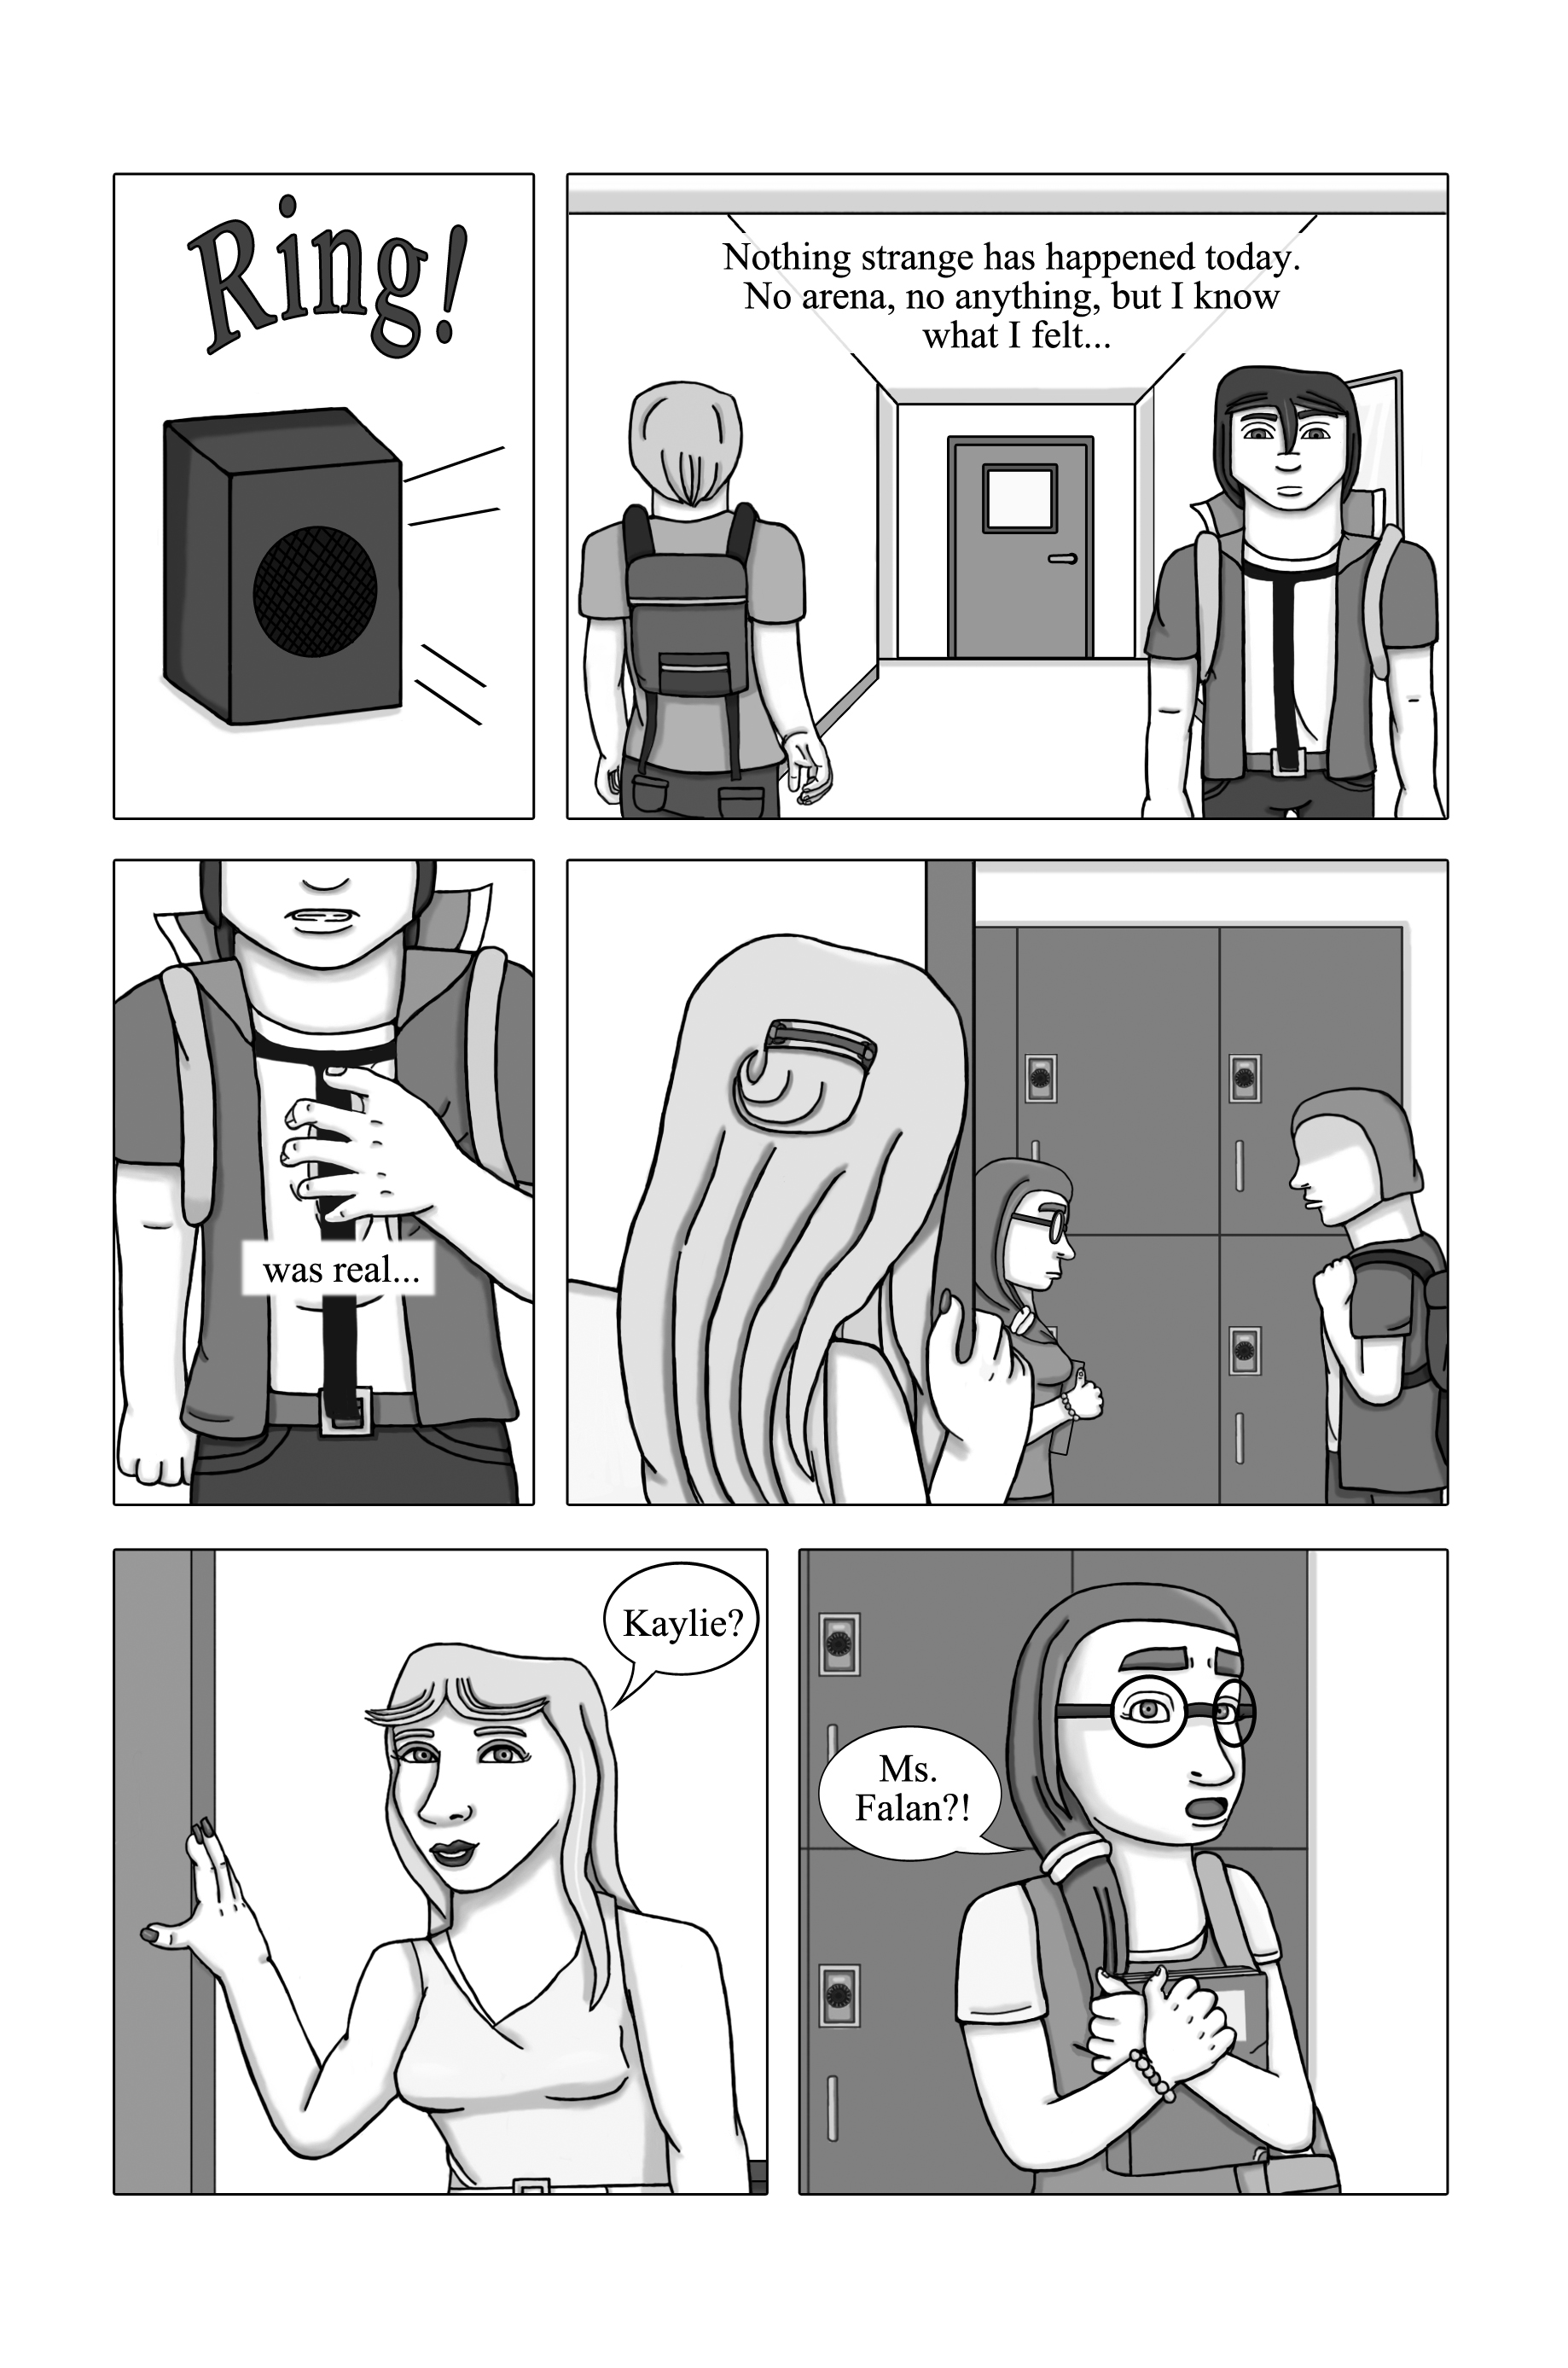 Ring!
Nothing strange has happened today.
No arena, no anything, but I know
what I felt...
was real...
Kaylie?
Ms.
Falan?!